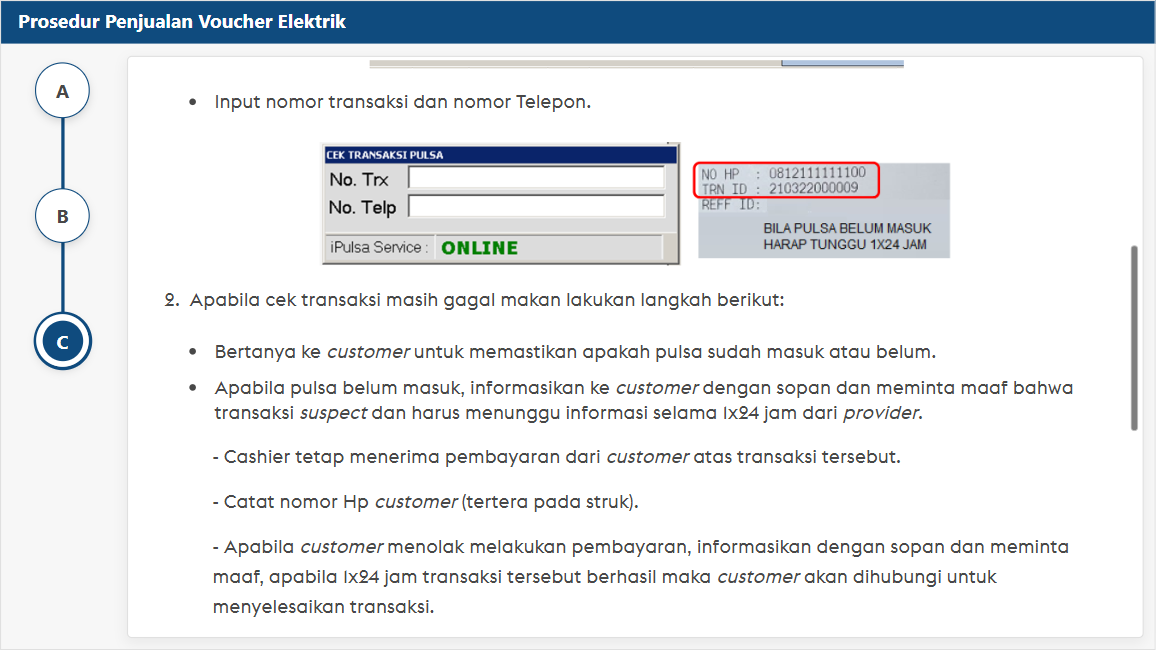 Prosedur Penjualan Voucher Elektrik
A
B
C
• Input nomor transaksi dan nomor Telepon.
CEK TRANSAKSI PULSA
No. Trx
No. Telp
iPulsa Service : ONLINE
NO HP : 0812111111100
TRN ID : 210322000009
REFF ID:
BILA PULSA BELUM MASUK
HARAP TUNGGU 1X24 JAM
2. Apabila cek transaksi masih gagal makan lakukan langkah berikut:
• Bertanya ke customer untuk memastikan apakah pulsa sudah masuk atau belum.
• Apabila pulsa belum masuk, informasikan ke customer dengan sopan dan meminta maaf bahwa
transaksi suspect dan harus menunggu informasi selama 1x24 jam dari provider.
- Cashier tetap menerima pembayaran dari customer atas transaksi tersebut.
- Catat nomor Hp customer (tertera pada struk).
- Apabila customer menolak melakukan pembayaran, informasikan dengan sopan dan meminta
maaf, apabila 1x24 jam transaksi tersebut berhasil maka customer akan dihubungi untuk
menyelesaikan transaksi.